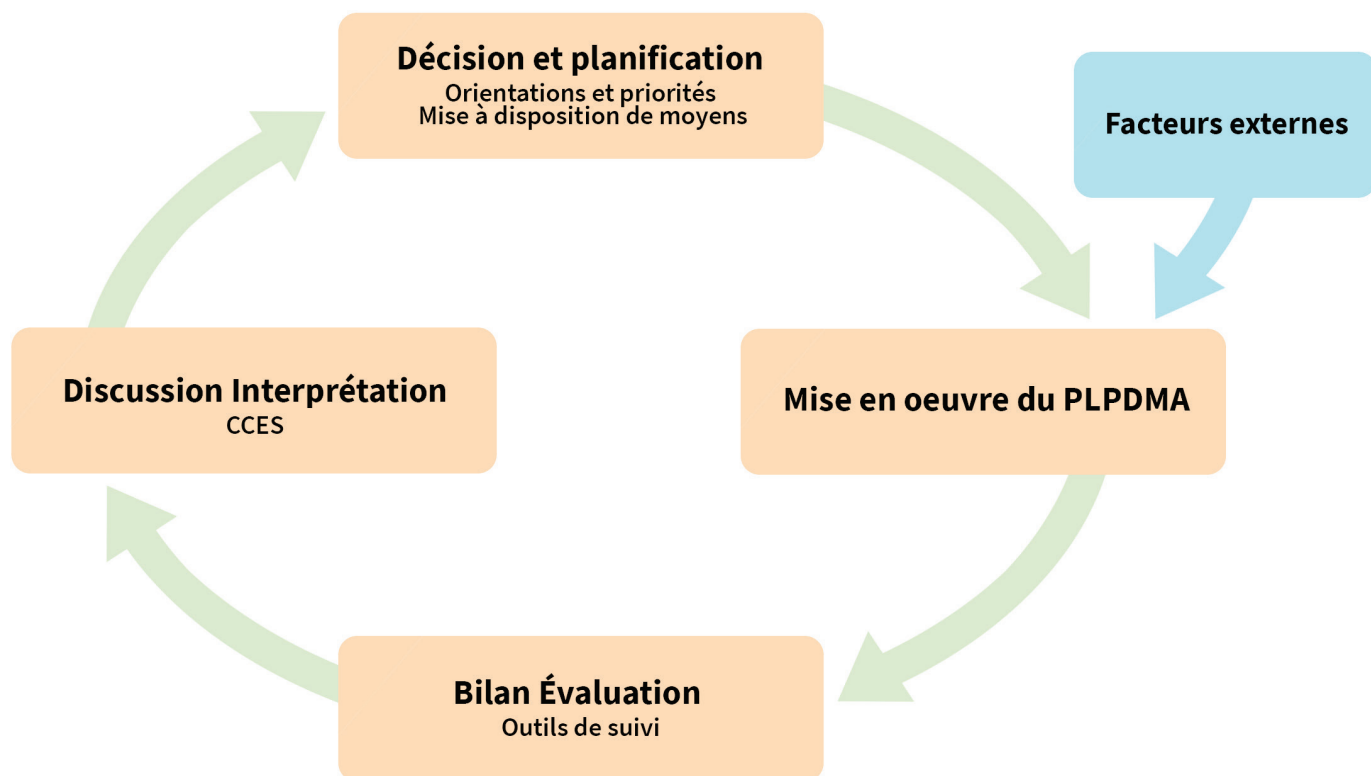 Décision et planification
Orientations et priorités
Mise à disposition de moyens
Facteurs externes
Discussion Interprétation
CCES
Mise en oeuvre du PLPDMA
Bilan Évaluation
Outils de suivi